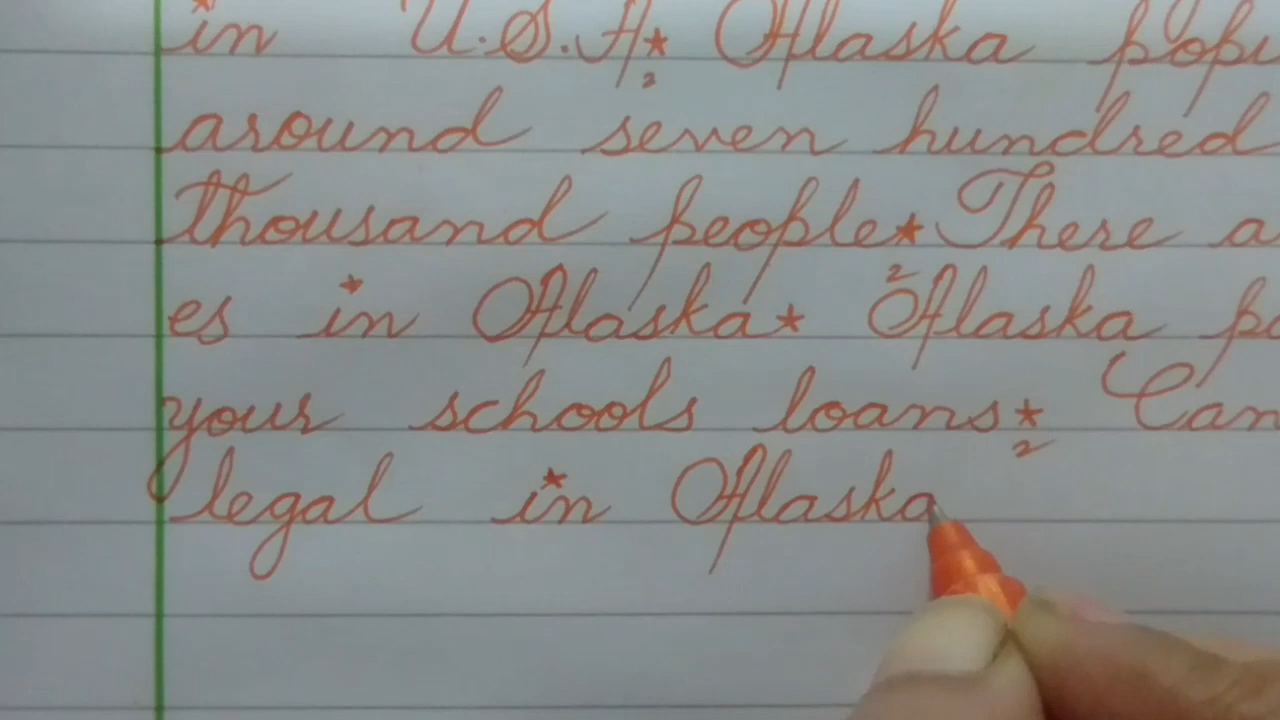 in U.S.A★ Alaska popu
around seven hundred
thousand people★ There a
es in Alaska★ Alaska pa
your schools loans★ Can
legal in Alaska